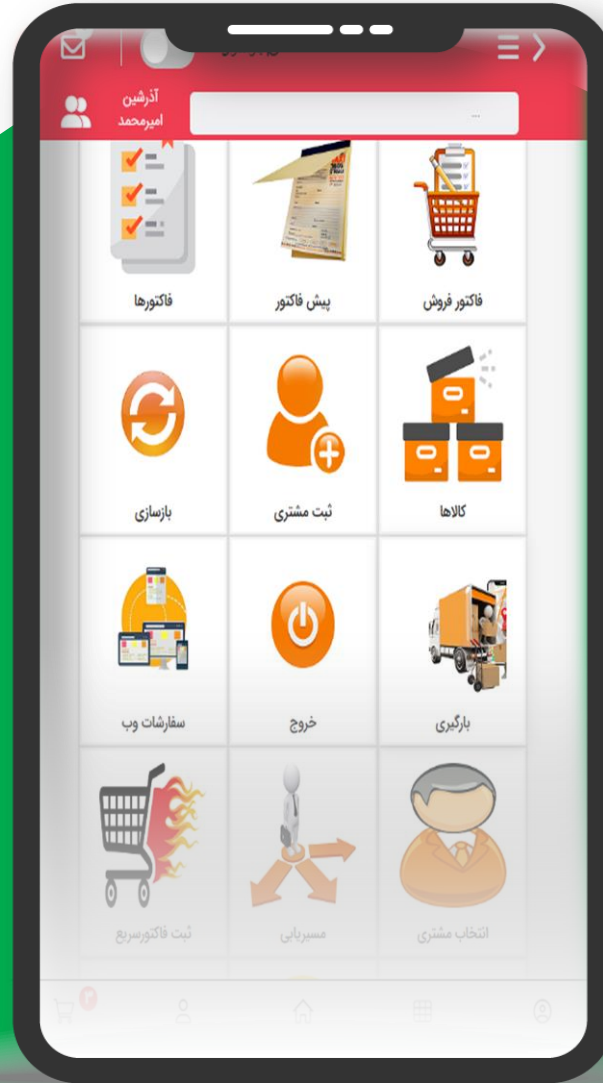 آذرشین
امیرمحمد
...
فاکتور فروش
پیش فاکتور
فاکتورها
کالاها
ثبت مشتری
بازسازی
بارگیری
خروج
سفارشات وب
انتخاب مشتری
مسیریابی
ثبت فاکتورسریع